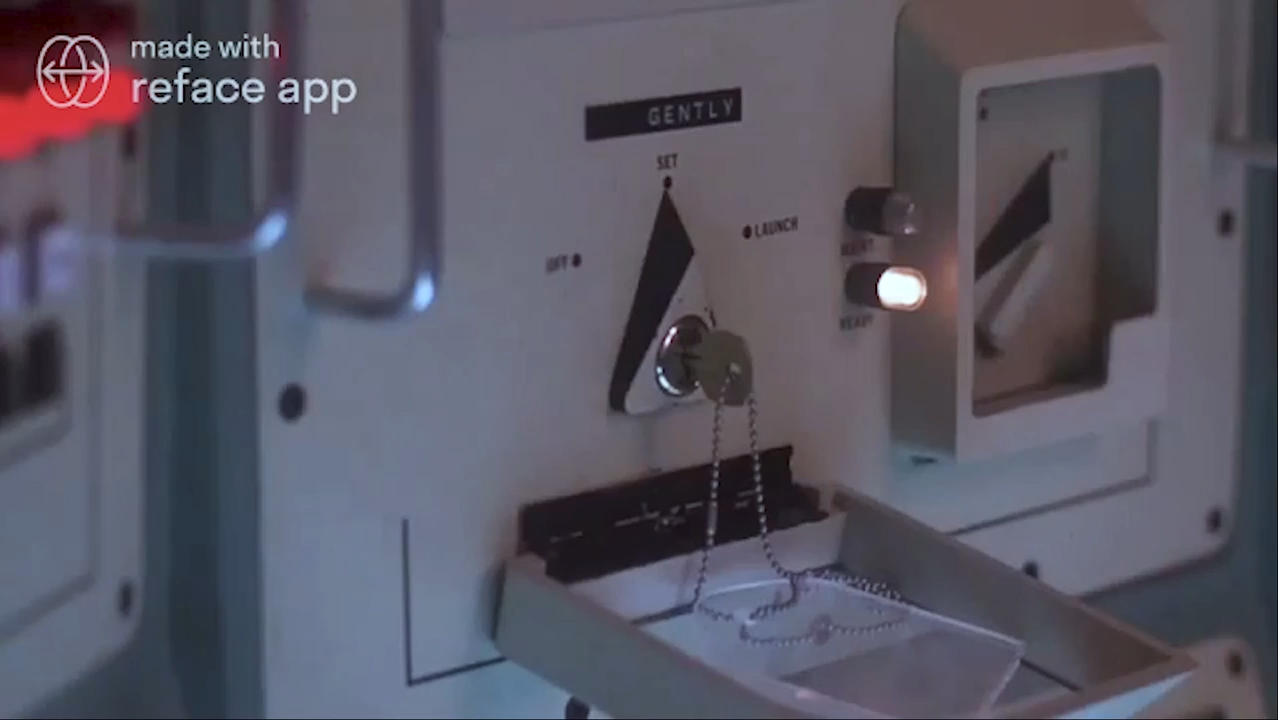 made with
reface app
GENTLY
SET
LAUNCH
OFF
READY